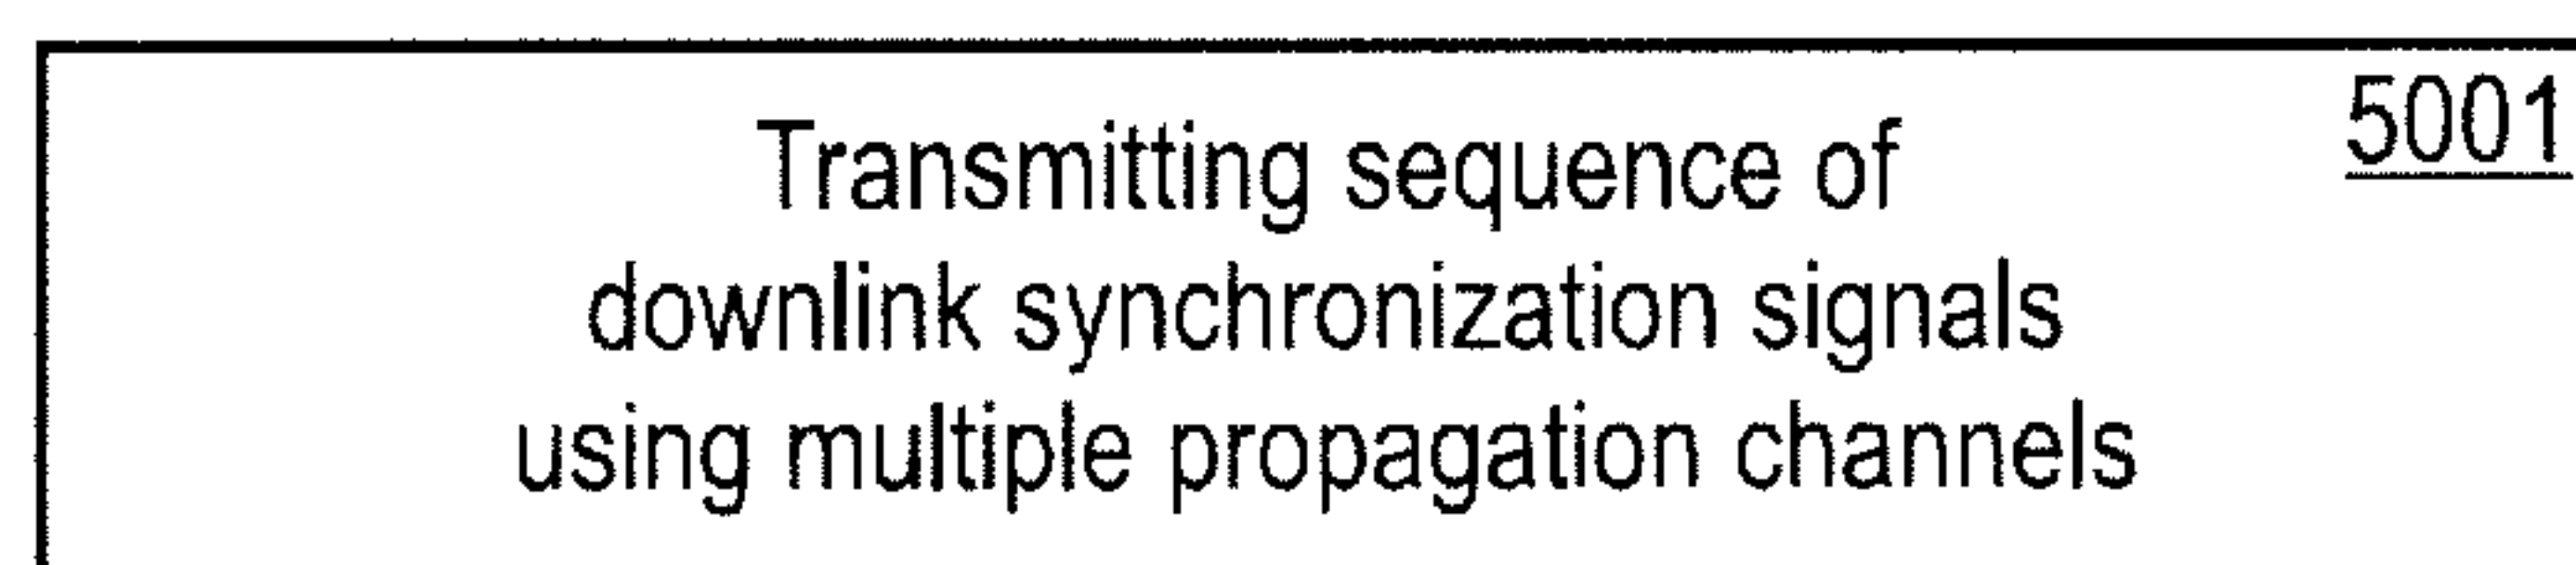 5001
Transmitting sequence of
downlink synchronization signals
using multiple propagation channels